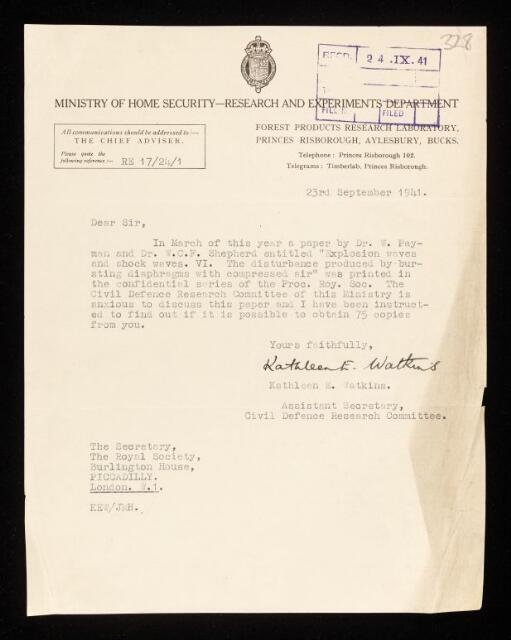 328
RECD. 24.IX.41
FILED
MINISTRY OF HOME SECURITY—RESEARCH AND EXPERIMENTS DEPARTMENT
All communications should be addressed to:—
THE CHIEF ADVISER.
Please quote the
following reference:— RE 17/24/1
FOREST PRODUCTS RESEARCH LABORATORY,
PRINCES RISBOROUGH, AYLESBURY, BUCKS.
Telephone: Princes Risborough 102.
Telegrams: Timberlab, Princes Risborough.
23rd September 1941.
Dear Sir,
In March of this year a paper by Dr. W. Pay-
man and Dr. W.C.F. Shepherd entitled "Explosion waves
and shock waves. VI. The disturbance produced by bur-
sting diaphragms with compressed air" was printed in
the confidential series of the Proc. Roy. Soc. The
Civil Defence Research Committee of this Ministry is
anxious to discuss this paper and I have been instruct-
ed to find out if it is possible to obtain 75 copies
from you.
Yours faithfully,
Kathleen E. Watkins
Kathleen E. Watkins.
Assistant Secretary,
Civil Defence Research Committee.
The Secretary,
The Royal Society,
Burlington House,
PICCADILLY.
London. W.1.
KEW/JMH.